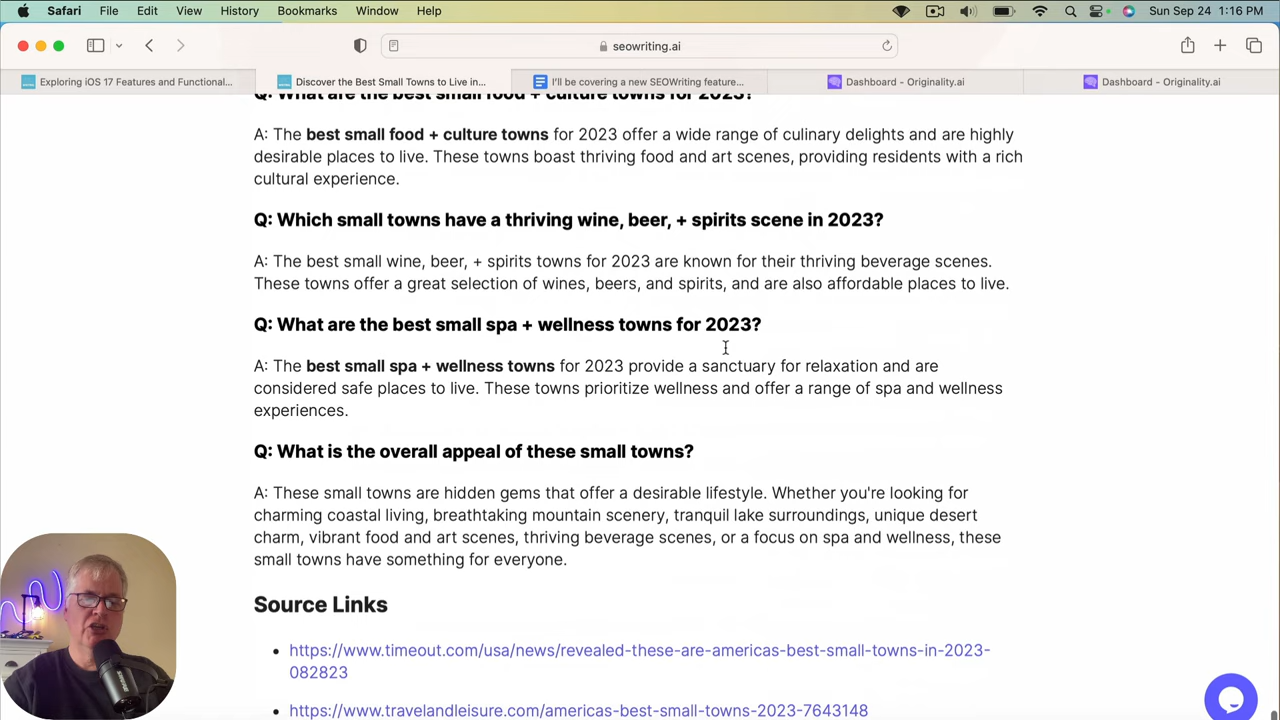 Safari File Edit View History Bookmarks Window Help Sun Sep 24 1:16 PM
seowriting.ai
Exploring iOS 17 Features and Functional... Discover the Best Small Towns to Live in... I'll be covering a new SEOWriting feature... Dashboard - Originality.ai Dashboard - Originality.ai
Q: What are the best small food + culture towns for 2023?
A: The best small food + culture towns for 2023 offer a wide range of culinary delights and are highly
desirable places to live. These towns boast thriving food and art scenes, providing residents with a rich
cultural experience.
Q: Which small towns have a thriving wine, beer, + spirits scene in 2023?
A: The best small wine, beer, + spirits towns for 2023 are known for their thriving beverage scenes.
These towns offer a great selection of wines, beers, and spirits, and are also affordable places to live.
Q: What are the best small spa + wellness towns for 2023?
A: The best small spa + wellness towns for 2023 provide a sanctuary for relaxation and are
considered safe places to live. These towns prioritize wellness and offer a range of spa and wellness
experiences.
Q: What is the overall appeal of these small towns?
A: These small towns are hidden gems that offer a desirable lifestyle. Whether you're looking for
charming coastal living, breathtaking mountain scenery, tranquil lake surroundings, unique desert
charm, vibrant food and art scenes, thriving beverage scenes, or a focus on spa and wellness, these
small towns have something for everyone.
Source Links
• https://www.timeout.com/usa/news/revealed-these-are-americas-best-small-towns-in-2023-
082823
• https://www.travelandleisure.com/americas-best-small-towns-2023-7643148